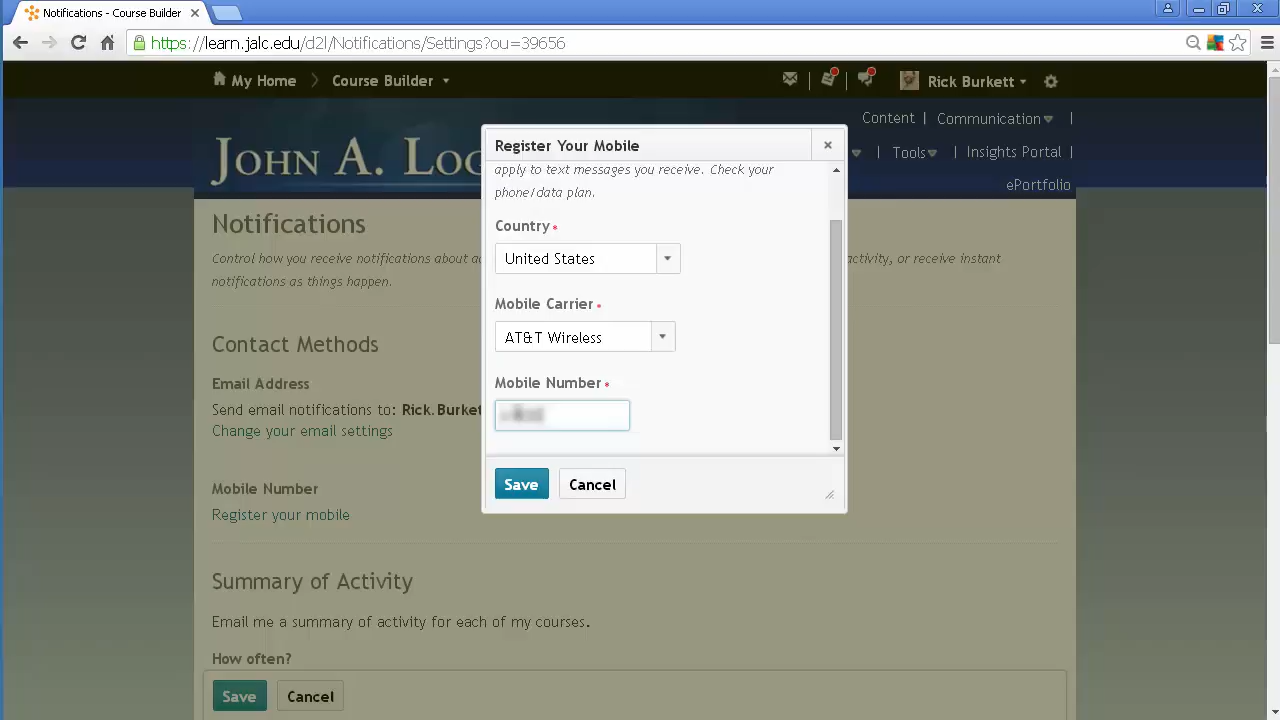 Notifications - Course Builder
https://learn.jalc.edu/d2l/Notifications/Settings?ou=39656
My Home
Course Builder
Rick Burkett
Content |
Communication |
JOHN A. LOG
| Tools | Insights Portal |
ePortfolio
Notifications
Control how you receive notifications about
activity, or receive instant
notifications as things happen.
Contact Methods
Email Address
Send email notifications to: Rick.Burkett
Change your email settings
Mobile Number
Register your mobile
Summary of Activity
Email me a summary of activity for each of my courses.
How often?
Save
Cancel
Register Your Mobile
apply to text messages you receive. Check your
phone/data plan.
Country *
United States
Mobile Carrier *
AT&T Wireless
Mobile Number *
Save
Cancel